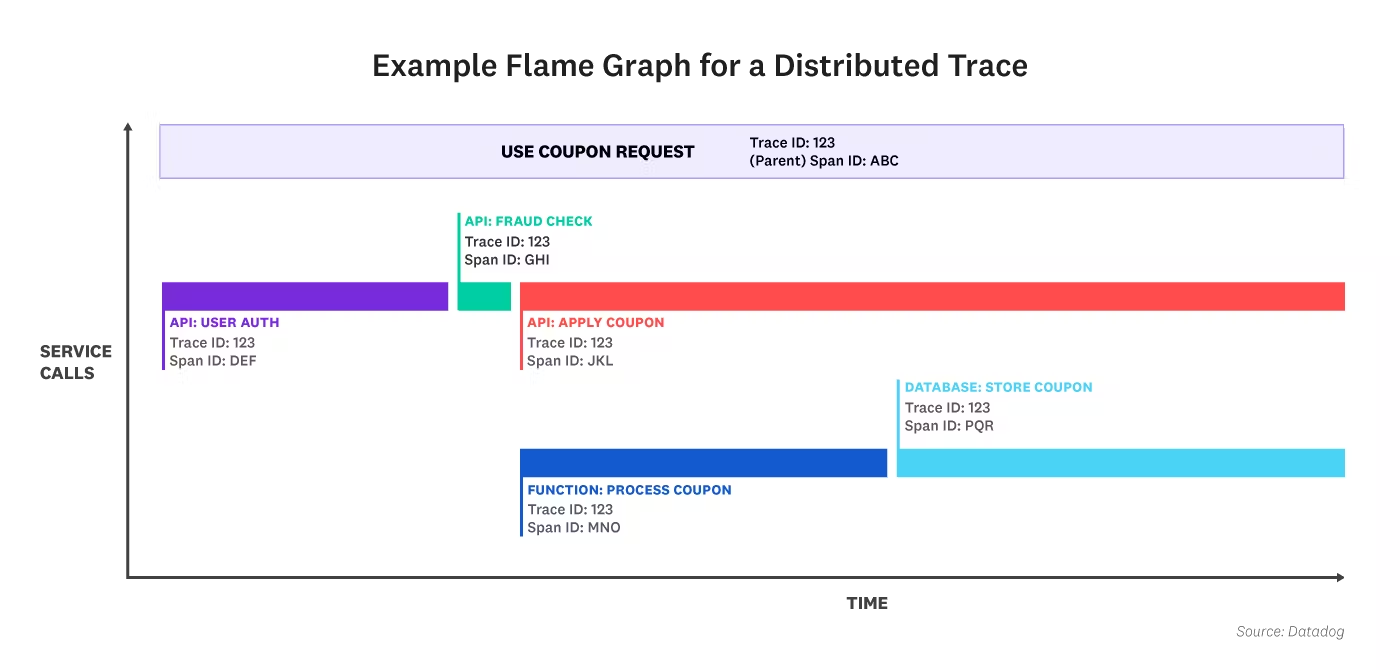 Example Flame Graph for a Distributed Trace
USE COUPON REQUEST
Trace ID: 123
(Parent) Span ID: ABC
API: FRAUD CHECK
Trace ID: 123
Span ID: GHI
API: USER AUTH
Trace ID: 123
Span ID: DEF
API: APPLY COUPON
Trace ID: 123
Span ID: JKL
SERVICE
CALLS
DATABASE: STORE COUPON
Trace ID: 123
Span ID: PQR
FUNCTION: PROCESS COUPON
Trace ID: 123
Span ID: MNO
TIME
Source: Datadog